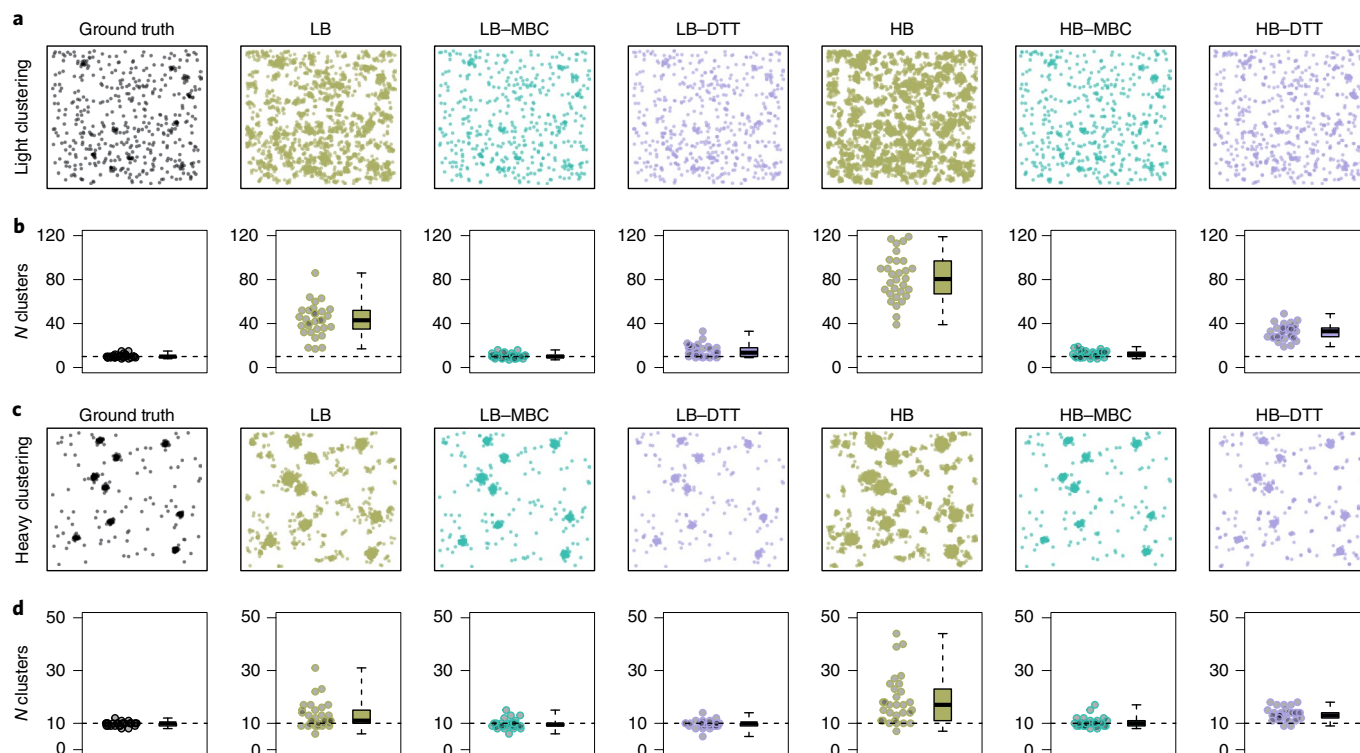 a
Ground truth LB LB–MBC LB–DTT HB HB–MBC HB–DTT
Light clustering
b
N clusters
120 120 120 120 120 120 120
80 80 80 80 80 80 80
40 40 40 40 40 40 40
0 0 0 0 0 0 0
c
Ground truth LB LB–MBC LB–DTT HB HB–MBC HB–DTT
Heavy clustering
d
N clusters
50 50 50 50 50 50 50
30 30 30 30 30 30 30
10 10 10 10 10 10 10
0 0 0 0 0 0 0